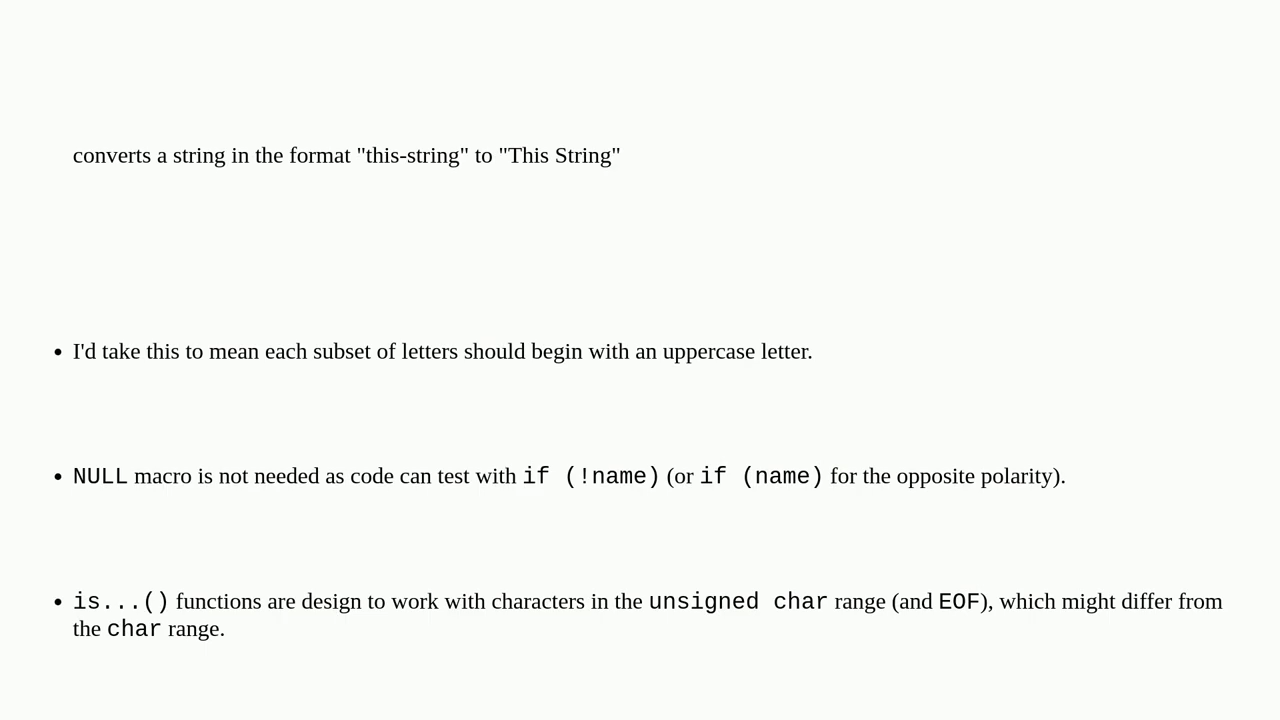 converts a string in the format "this-string" to "This String"
• I'd take this to mean each subset of letters should begin with an uppercase letter.
• NULL macro is not needed as code can test with if (!name) (or if (name) for the opposite polarity).
• is...() functions are design to work with characters in the unsigned char range (and EOF), which might differ from
the char range.